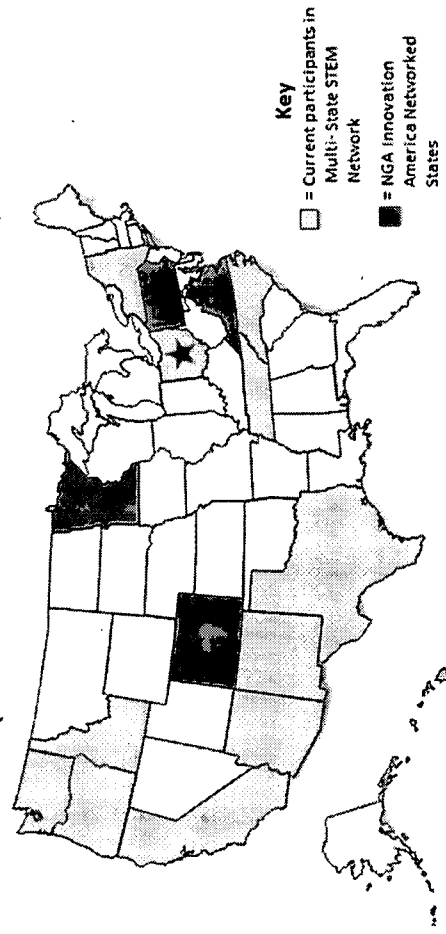 Key
= Current participants in
Multi-State STEM
Network
= NGA Innovation
America Networked
States